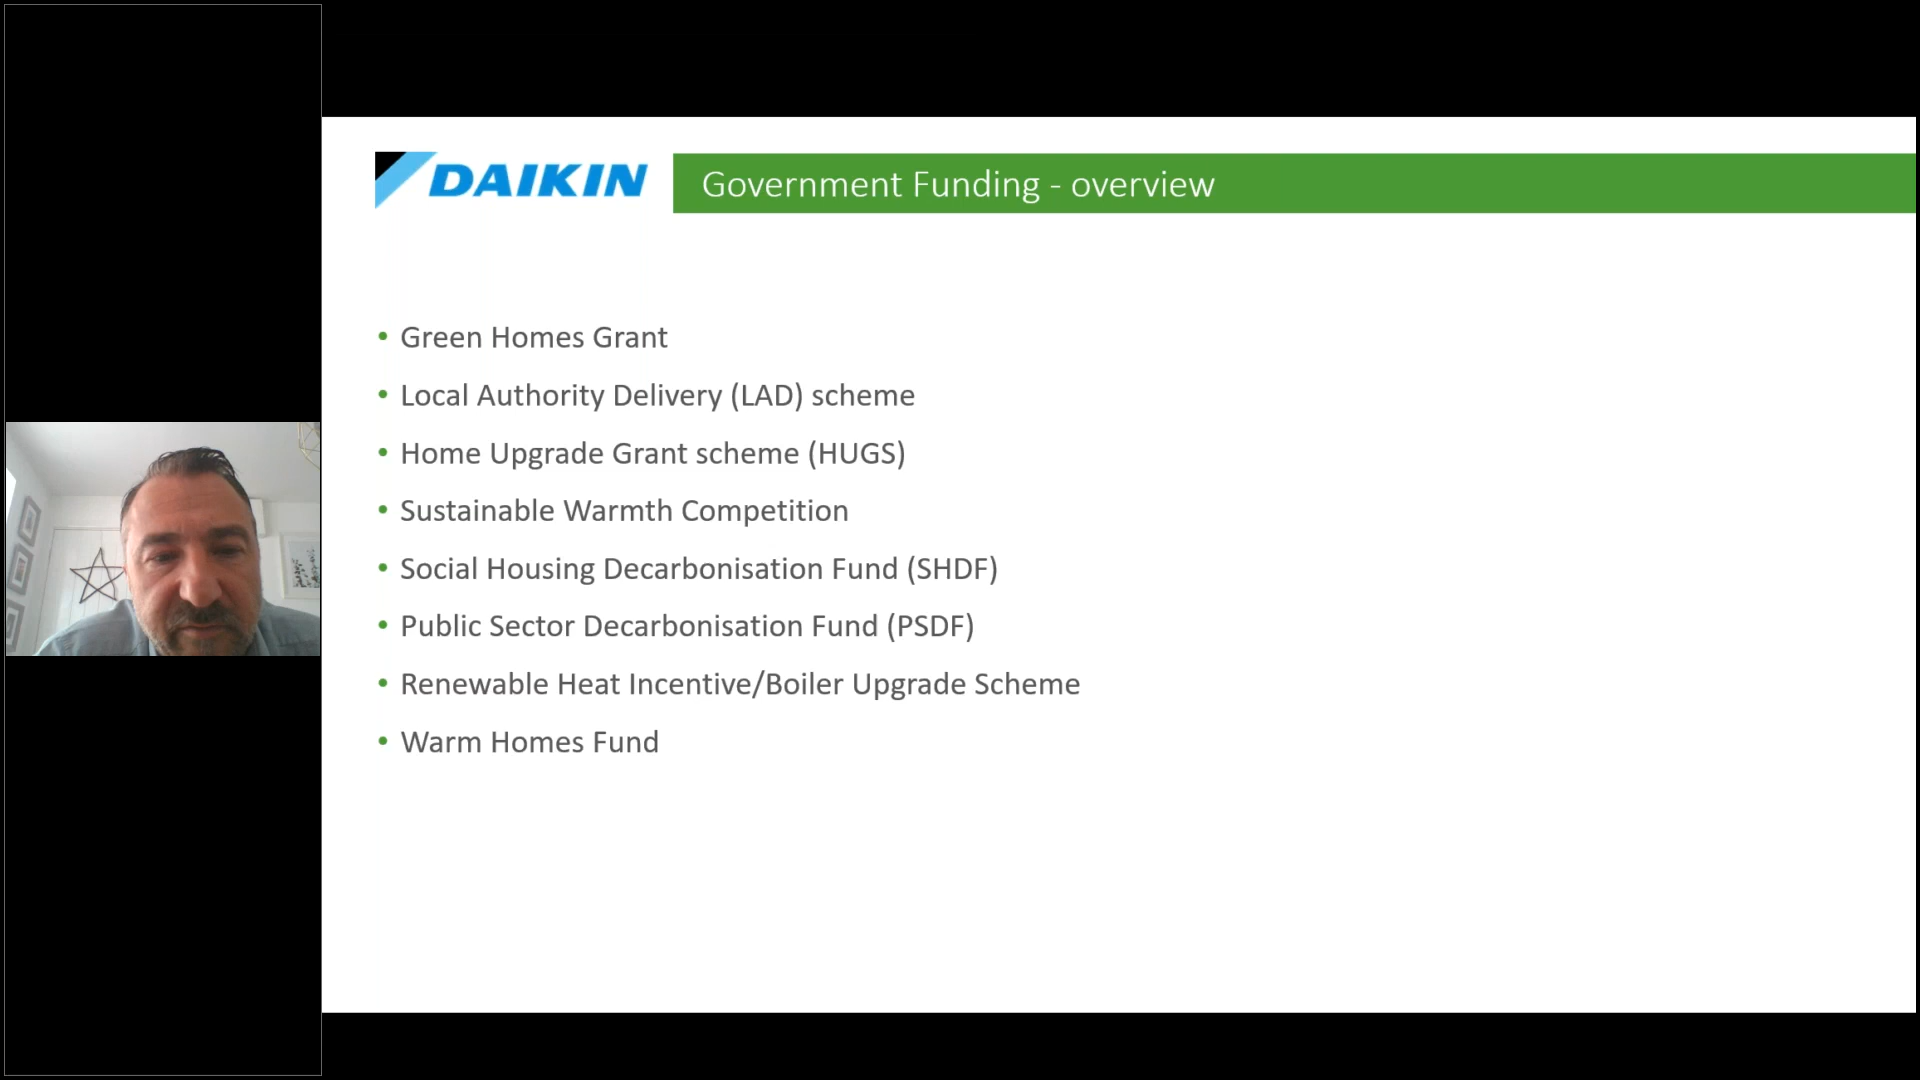 DAIKIN
Government Funding - overview
• Green Homes Grant
• Local Authority Delivery (LAD) scheme
• Home Upgrade Grant scheme (HUGS)
• Sustainable Warmth Competition
• Social Housing Decarbonisation Fund (SHDF)
• Public Sector Decarbonisation Fund (PSDF)
• Renewable Heat Incentive/Boiler Upgrade Scheme
• Warm Homes Fund